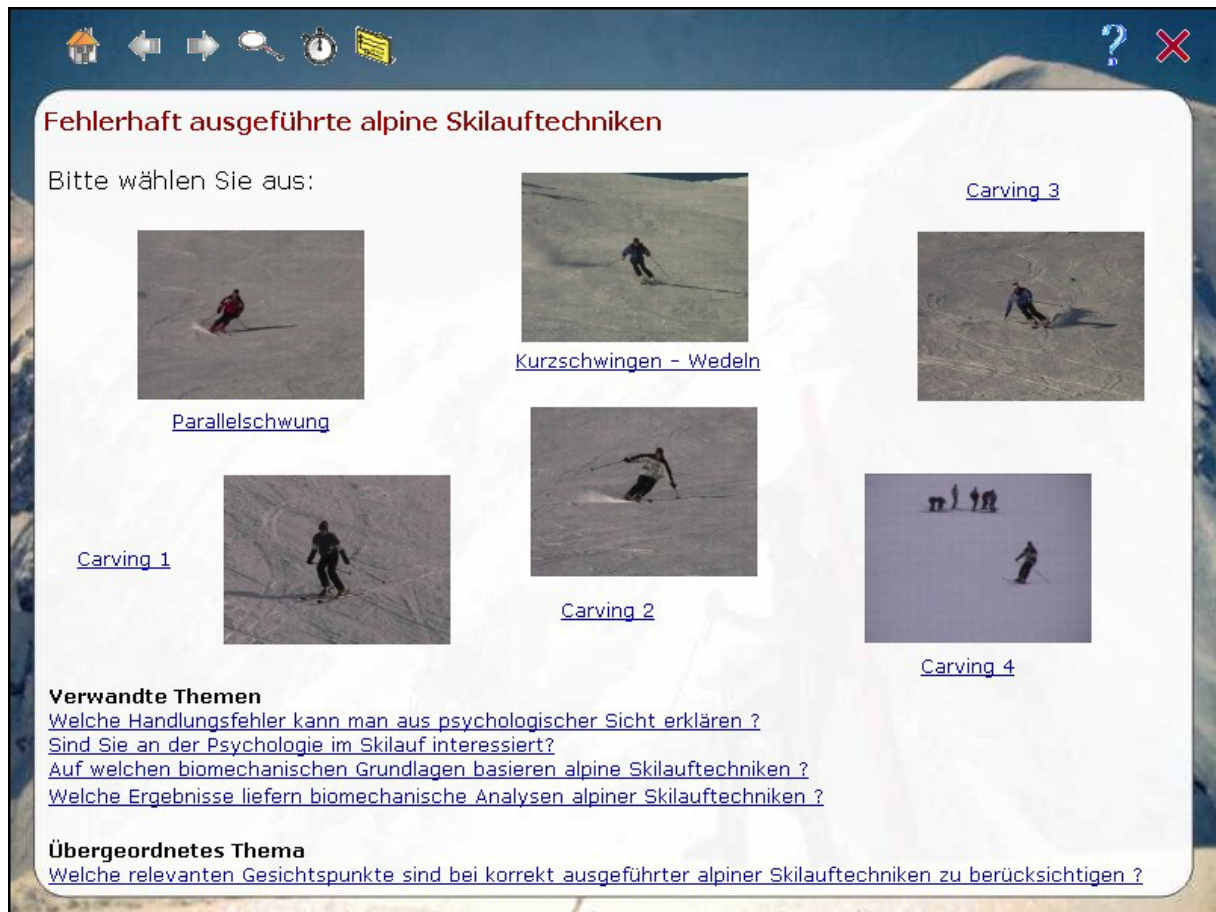 Fehlerhaft ausgeführte alpine Skilauftechniken
Bitte wählen Sie aus:
Carving 3
Kurzschwingen - Wedeln
Parallelschwung
Carving 1
Carving 2
Carving 4
Verwandte Themen
Welche Handlungsfehler kann man aus psychologischer Sicht erklären ?
Sind Sie an der Psychologie im Skilauf interessiert?
Auf welchen biomechanischen Grundlagen basieren alpine Skilauftechniken ?
Welche Ergebnisse liefern biomechanische Analysen alpiner Skilauftechniken ?
Übergeordnetes Thema
Welche relevanten Gesichtspunkte sind bei korrekt ausgeführter alpiner Skilauftechniken zu berücksichtigen ?